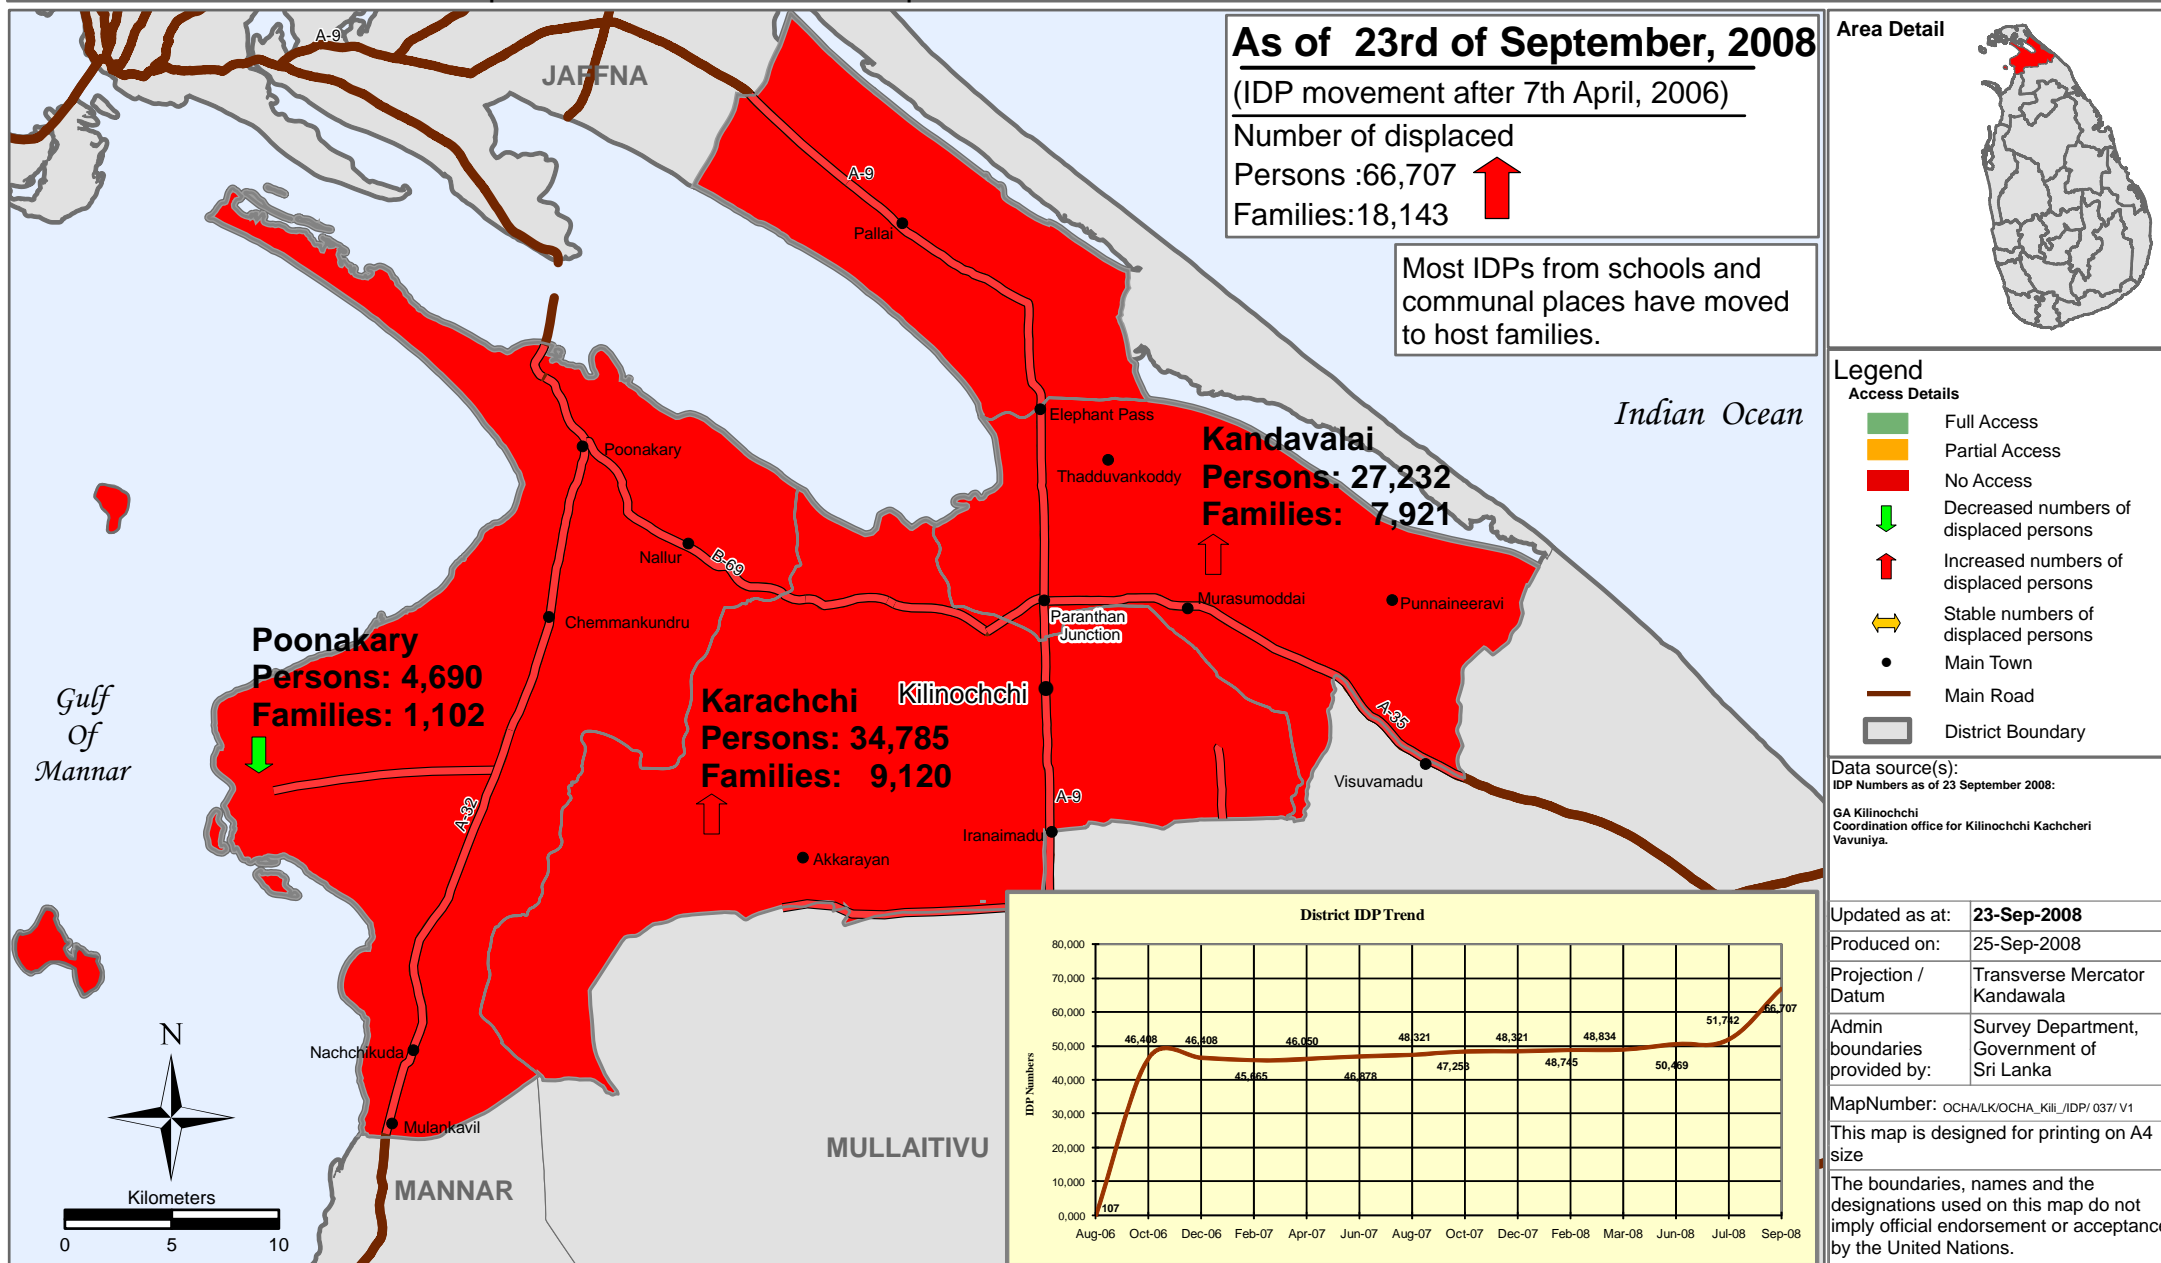 As of 23rd of September, 2008
(IDP movement after 7th April, 2006)
Number of displaced
Persons :66,707
Families:18,143
Most IDPs from schools and
communal places have moved
to host families.
A-9
JAFFNA
A-9
Pallai
Elephant Pass
Indian Ocean
Poonakary
Thadduvankoddy
Kandavalai
Persons: 27,232
Families: 7,921
Nallur
B-69
Chemmankundru
Paranthan
Junction
Murasumoddai
Punnaineeravi
Poonakary
Persons: 4,690
Families: 1,102
Gulf
Of
Mannar
Karachchi
Persons: 34,785
Families: 9,120
Kilinochchi
A-35
Visuvamadu
A-32
A-9
Iranaimadu
Akkarayan
Nachchikuda
Mulankavil
MULLAITIVU
MANNAR
N
Kilometers
0 5 10
District IDP Trend
IDP Numbers
80,000
70,000
60,000
50,000
40,000
30,000
20,000
10,000
0,000
107
46,408
46,408
45,665
46,050
46,878
48,321
47,253
48,321
48,745
48,834
50,469
51,742
66,707
Aug-06 Oct-06 Dec-06 Feb-07 Apr-07 Jun-07 Aug-07 Oct-07 Dec-07 Feb-08 Mar-08 Jun-08 Jul-08 Sep-08
Area Detail
Legend
Access Details
Full Access
Partial Access
No Access
Decreased numbers of
displaced persons
Increased numbers of
displaced persons
Stable numbers of
displaced persons
Main Town
Main Road
District Boundary
Data source(s):
IDP Numbers as of 23 September 2008:
GA Kilinochchi
Coordination office for Kilinochchi Kachcheri
Vavuniya.
Updated as at: 23-Sep-2008
Produced on: 25-Sep-2008
Projection / Transverse Mercator
Datum Kandawala
Admin Survey Department,
boundaries Government of
provided by: Sri Lanka
MapNumber: OCHA/LK/OCHA_Kili_/IDP/ 037/ V1
This map is designed for printing on A4
size
The boundaries, names and the
designations used on this map do not
imply official endorsement or acceptance
by the United Nations.